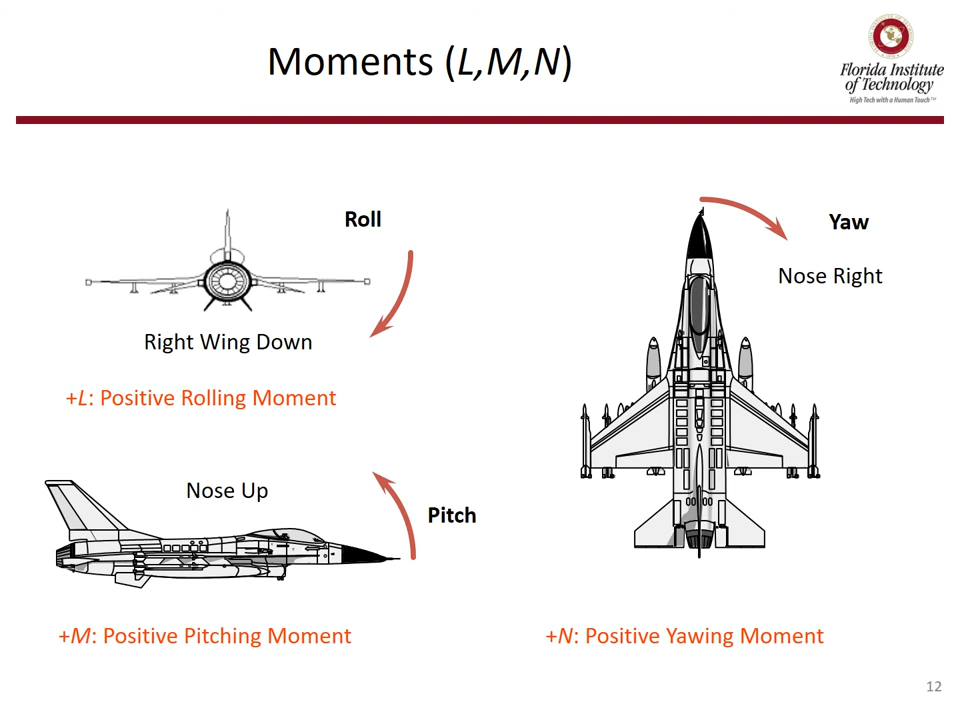 Moments (L,M,N)
Florida Institute
of Technology
High Tech with a Human Touch™
Roll
Right Wing Down
+L: Positive Rolling Moment
Nose Up
Pitch
+M: Positive Pitching Moment
Yaw
Nose Right
+N: Positive Yawing Moment
12